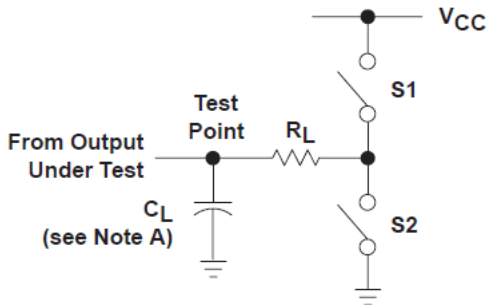 VCC
S1
Test
Point
RL
From Output
Under Test
CL
(see Note A)
S2